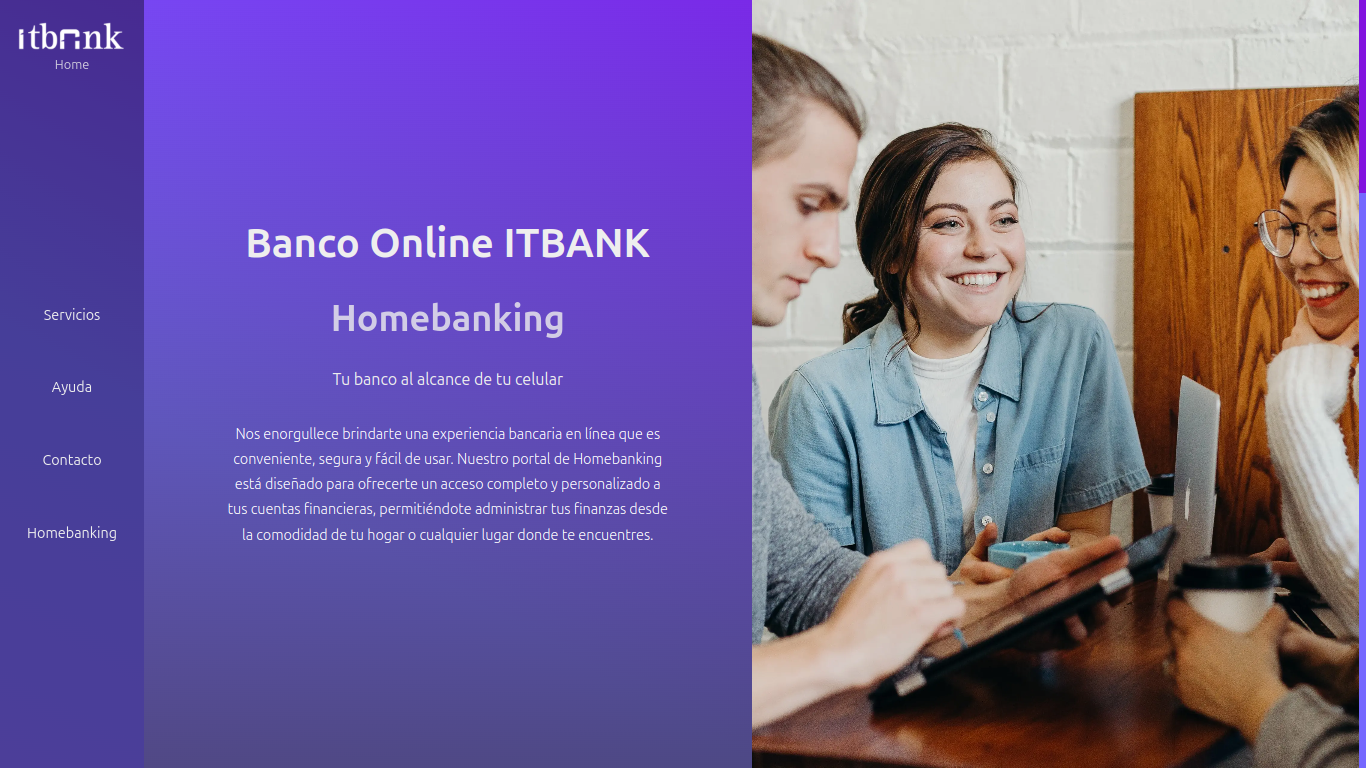 itbank
Home
Servicios
Ayuda
Contacto
Homebanking
Banco Online ITBANK
Homebanking
Tu banco al alcance de tu celular
Nos enorgullece brindarte una experiencia bancaria en línea que es
conveniente, segura y fácil de usar. Nuestro portal de Homebanking
está diseñado para ofrecerte un acceso completo y personalizado a
tus cuentas financieras, permitiéndote administrar tus finanzas desde
la comodidad de tu hogar o cualquier lugar donde te encuentres.